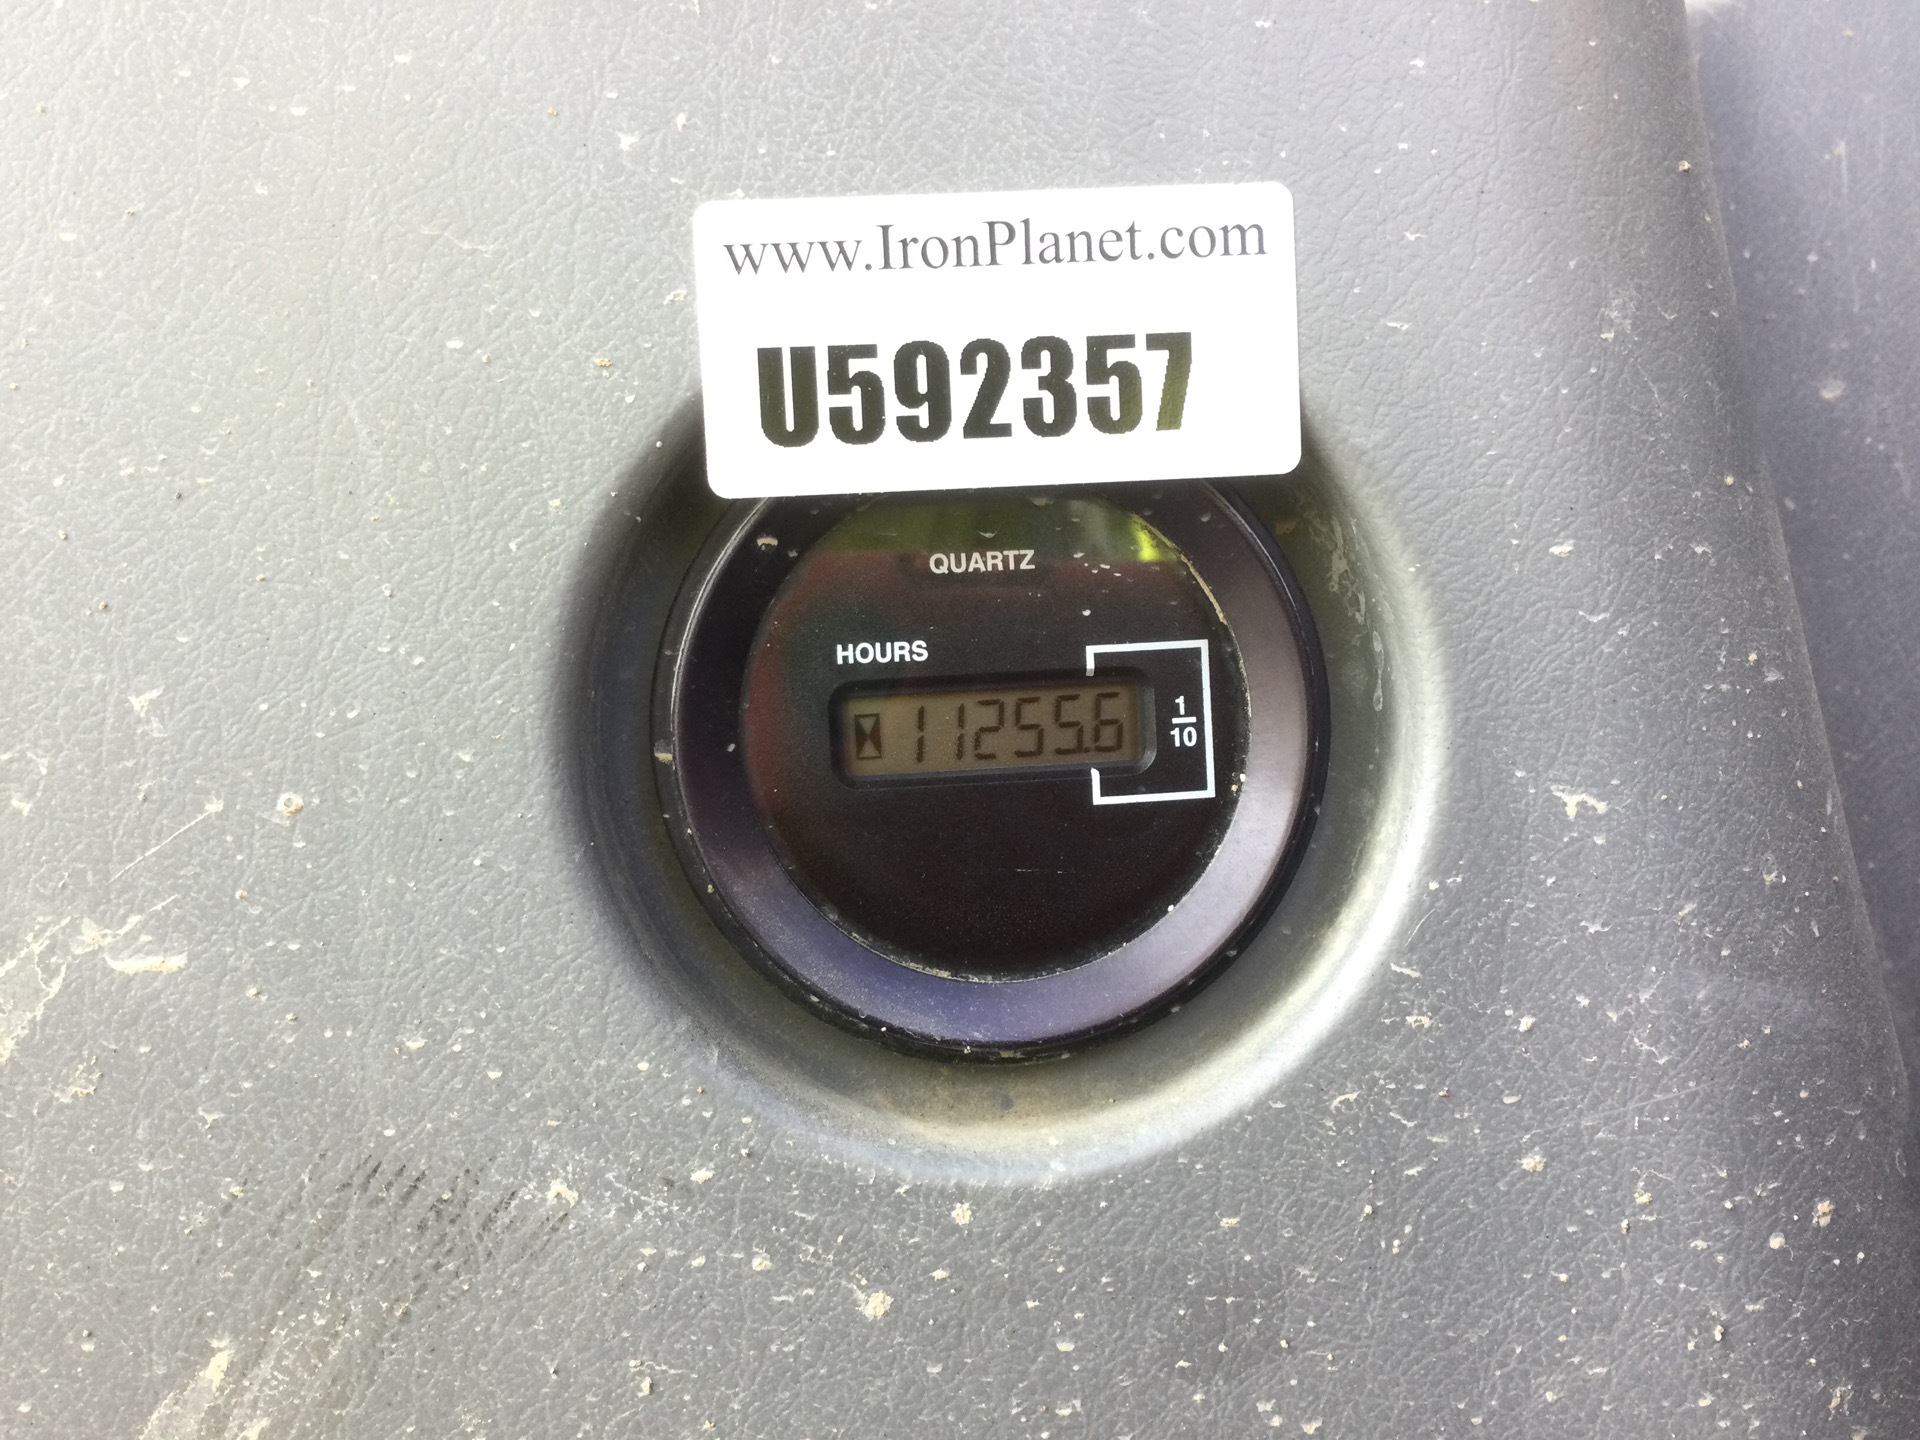 www.IronPlanet.com
U592357
QUARTZ
HOURS
11255.6
1
10